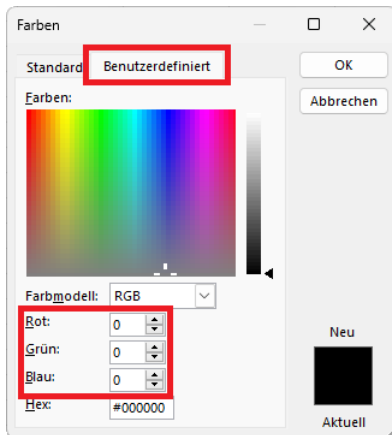 Farben
Standard Benutzerdefiniert
OK
Abbrechen
Farben:
Farbmodell: RGB
Rot: 0
Grün: 0
Blau: 0
Hex: #000000
Neu
Aktuell